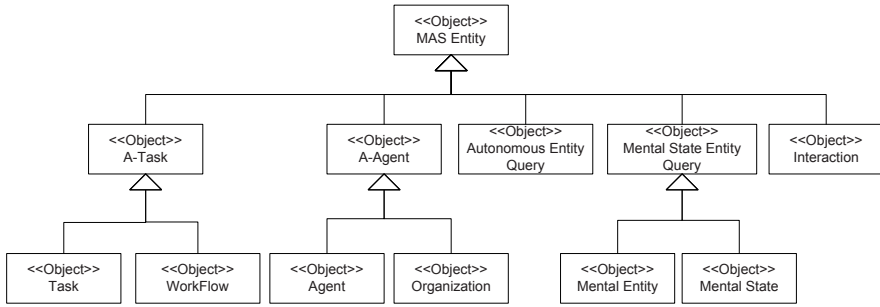 <<Object>>
MAS Entity
<<Object>>
A-Task
<<Object>>
A-Agent
<<Object>>
Autonomous Entity
Query
<<Object>>
Mental State Entity
Query
<<Object>>
Interaction
<<Object>>
Task
<<Object>>
WorkFlow
<<Object>>
Agent
<<Object>>
Organization
<<Object>>
Mental Entity
<<Object>>
Mental State